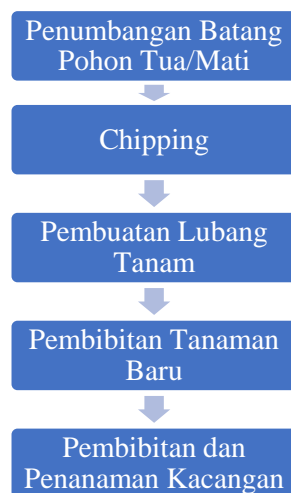 Penumbangan Batang
Pohon Tua/Mati
Chipping
Pembuatan Lubang
Tanam
Pembibitan Tanaman
Baru
Pembibitan dan
Penanaman Kacangan